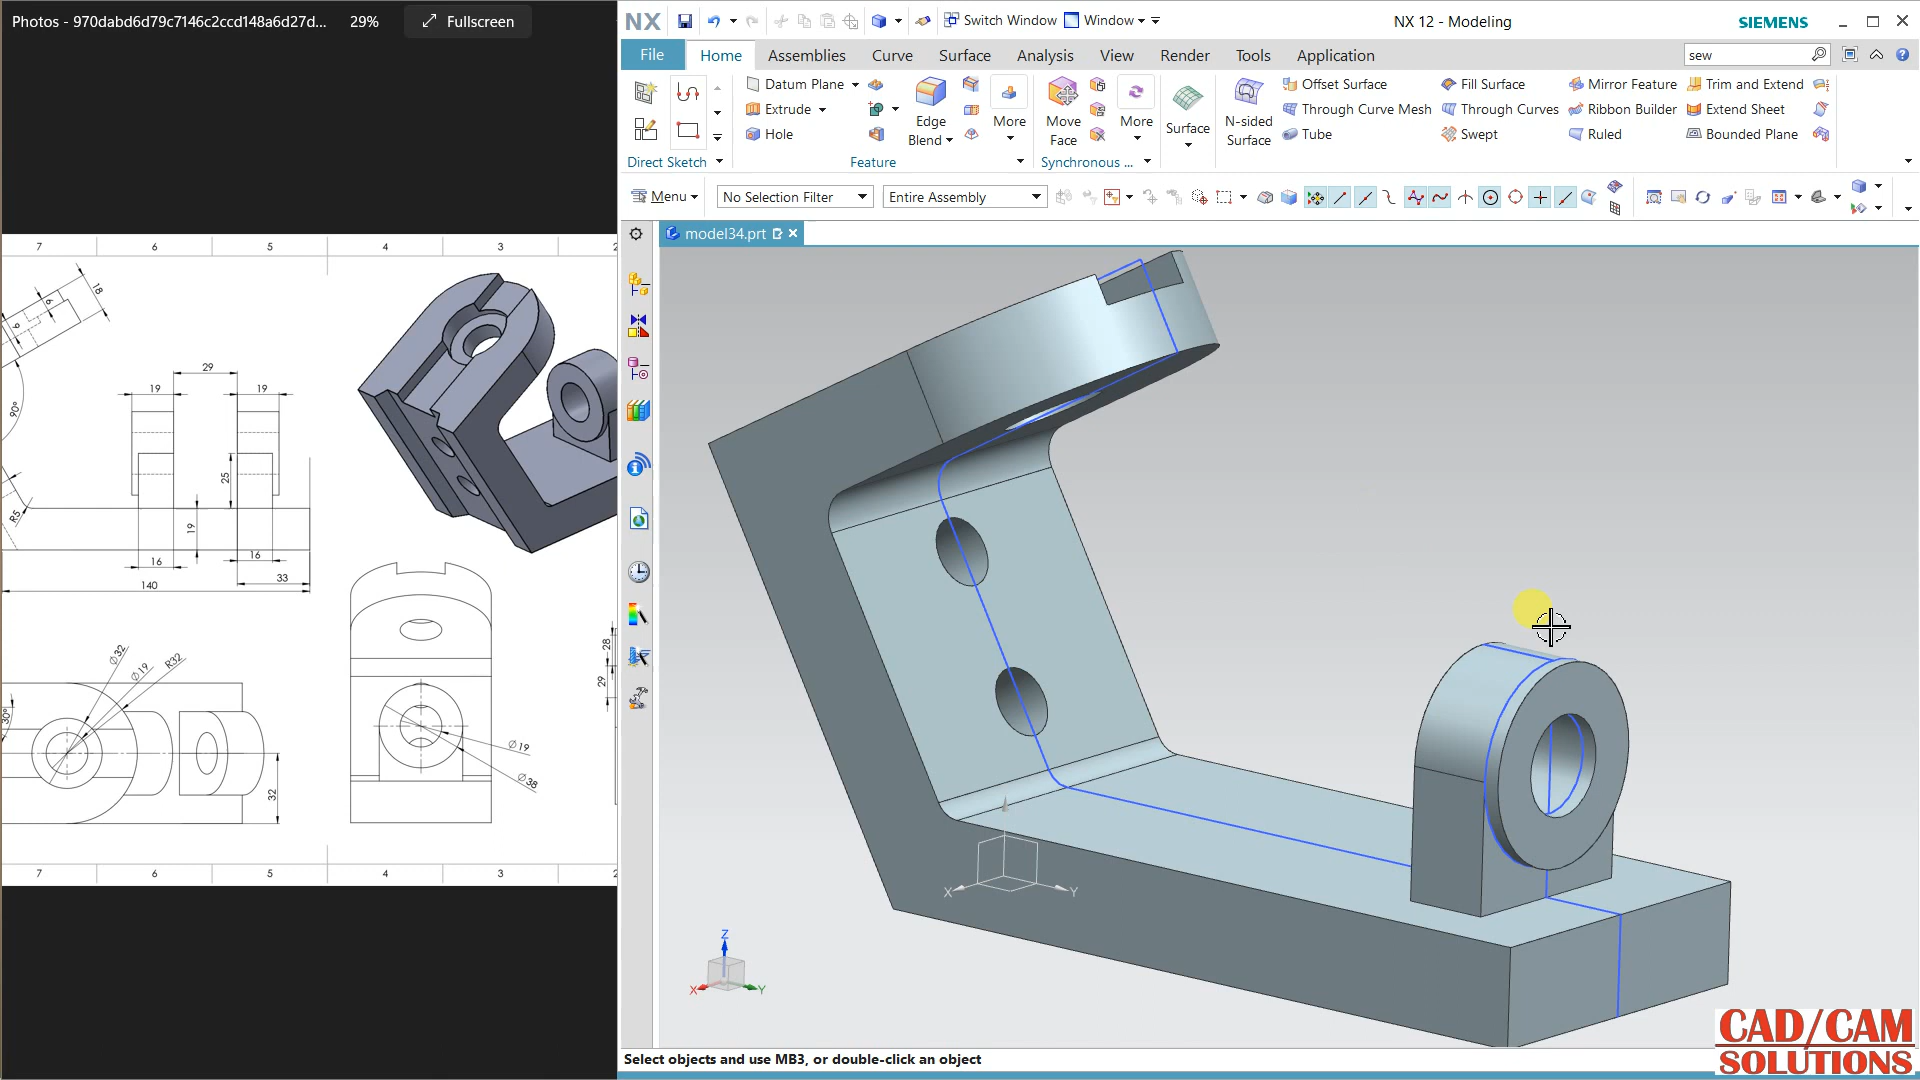 Photos - 970dabd6d79c7146c2ccd148a6d27d... 29% Fullscreen
NX Switch Window Window NX 12 - Modeling SIEMENS
File Home Assemblies Curve Surface Analysis View Render Tools Application sew
Datum Plane
Extrude
Hole
Edge Blend
More
Feature
Direct Sketch
Move Face
More
Synchronous ...
Surface
N-sided Surface
Offset Surface
Through Curve Mesh
Tube
Fill Surface
Through Curves
Swept
Mirror Feature
Ribbon Builder
Ruled
Trim and Extend
Extend Sheet
Bounded Plane
Menu No Selection Filter Entire Assembly
model34.prt
7 6 5 4 3 2
18
6
6
90°
R5
29
19 19
25
19
16 16
140 33
Ø32
Ø19
R32
30°
32
Ø19
Ø38
28
29
7 6 5 4 3
X Y
Z
X Y
Select objects and use MB3, or double-click an object
CAD/CAM
SOLUTIONS